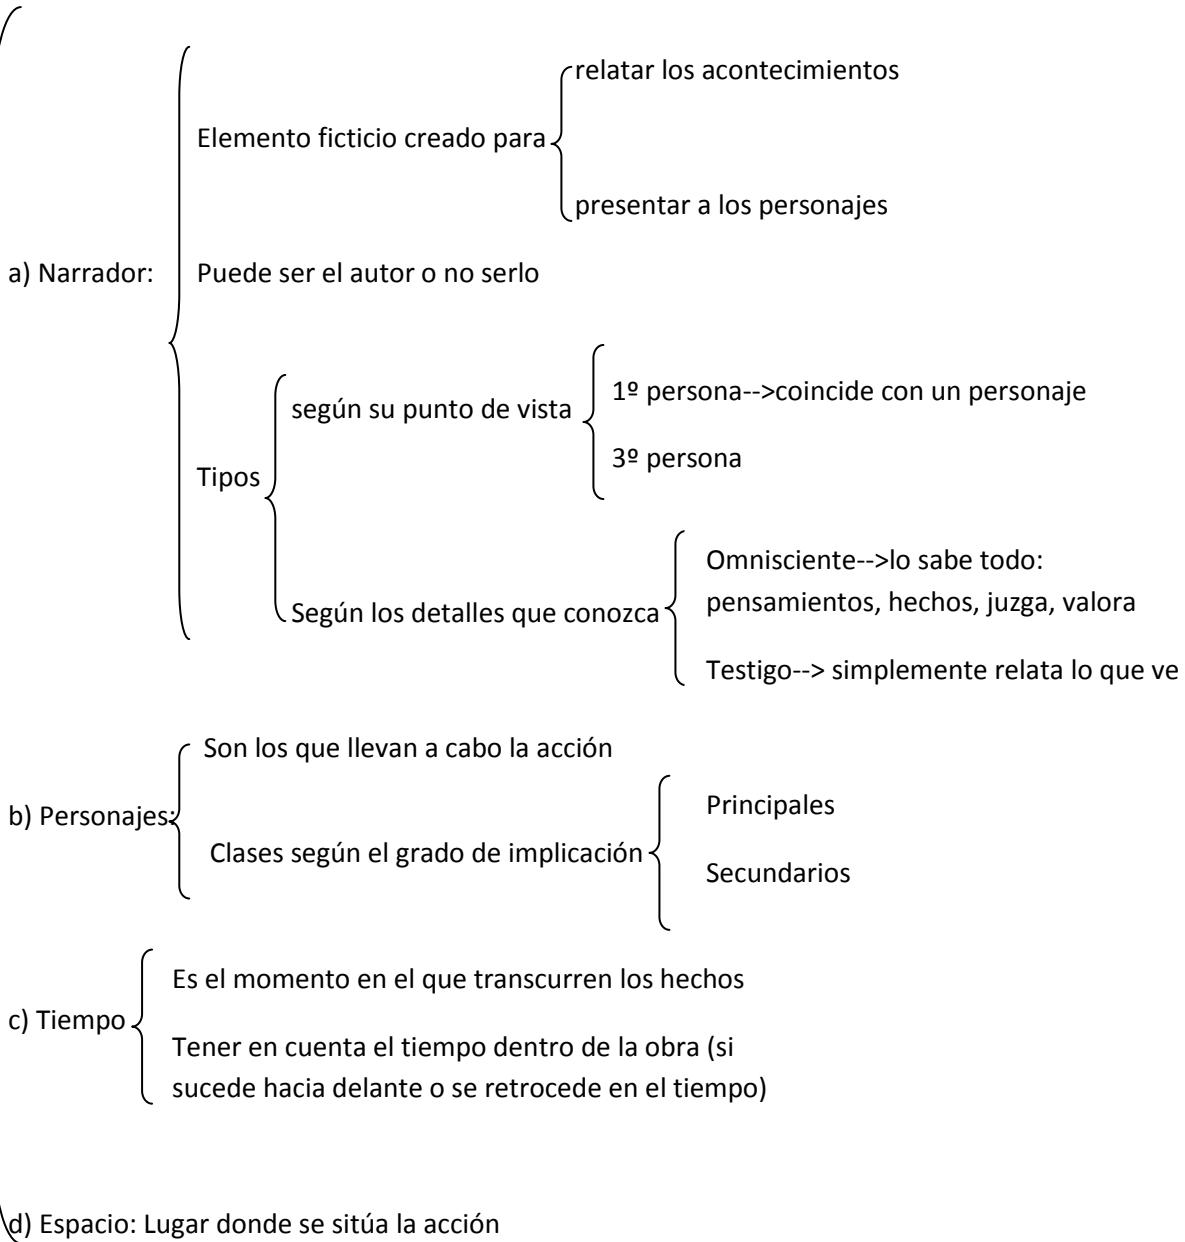 relatar los acontecimientos
Elemento ficticio creado para
presentar a los personajes
a) Narrador:
Puede ser el autor o no serlo
1º persona-->coincide con un personaje
según su punto de vista
3º persona
Tipos
Omnisciente-->lo sabe todo:
pensamientos, hechos, juzga, valora
Según los detalles que conozca
Testigo--> simplemente relata lo que ve
Son los que llevan a cabo la acción
b) Personajes:
Principales
Clases según el grado de implicación
Secundarios
Es el momento en el que transcurren los hechos
c) Tiempo
Tener en cuenta el tiempo dentro de la obra (si
sucede hacia delante o se retrocede en el tiempo)
d) Espacio: Lugar donde se sitúa la acción